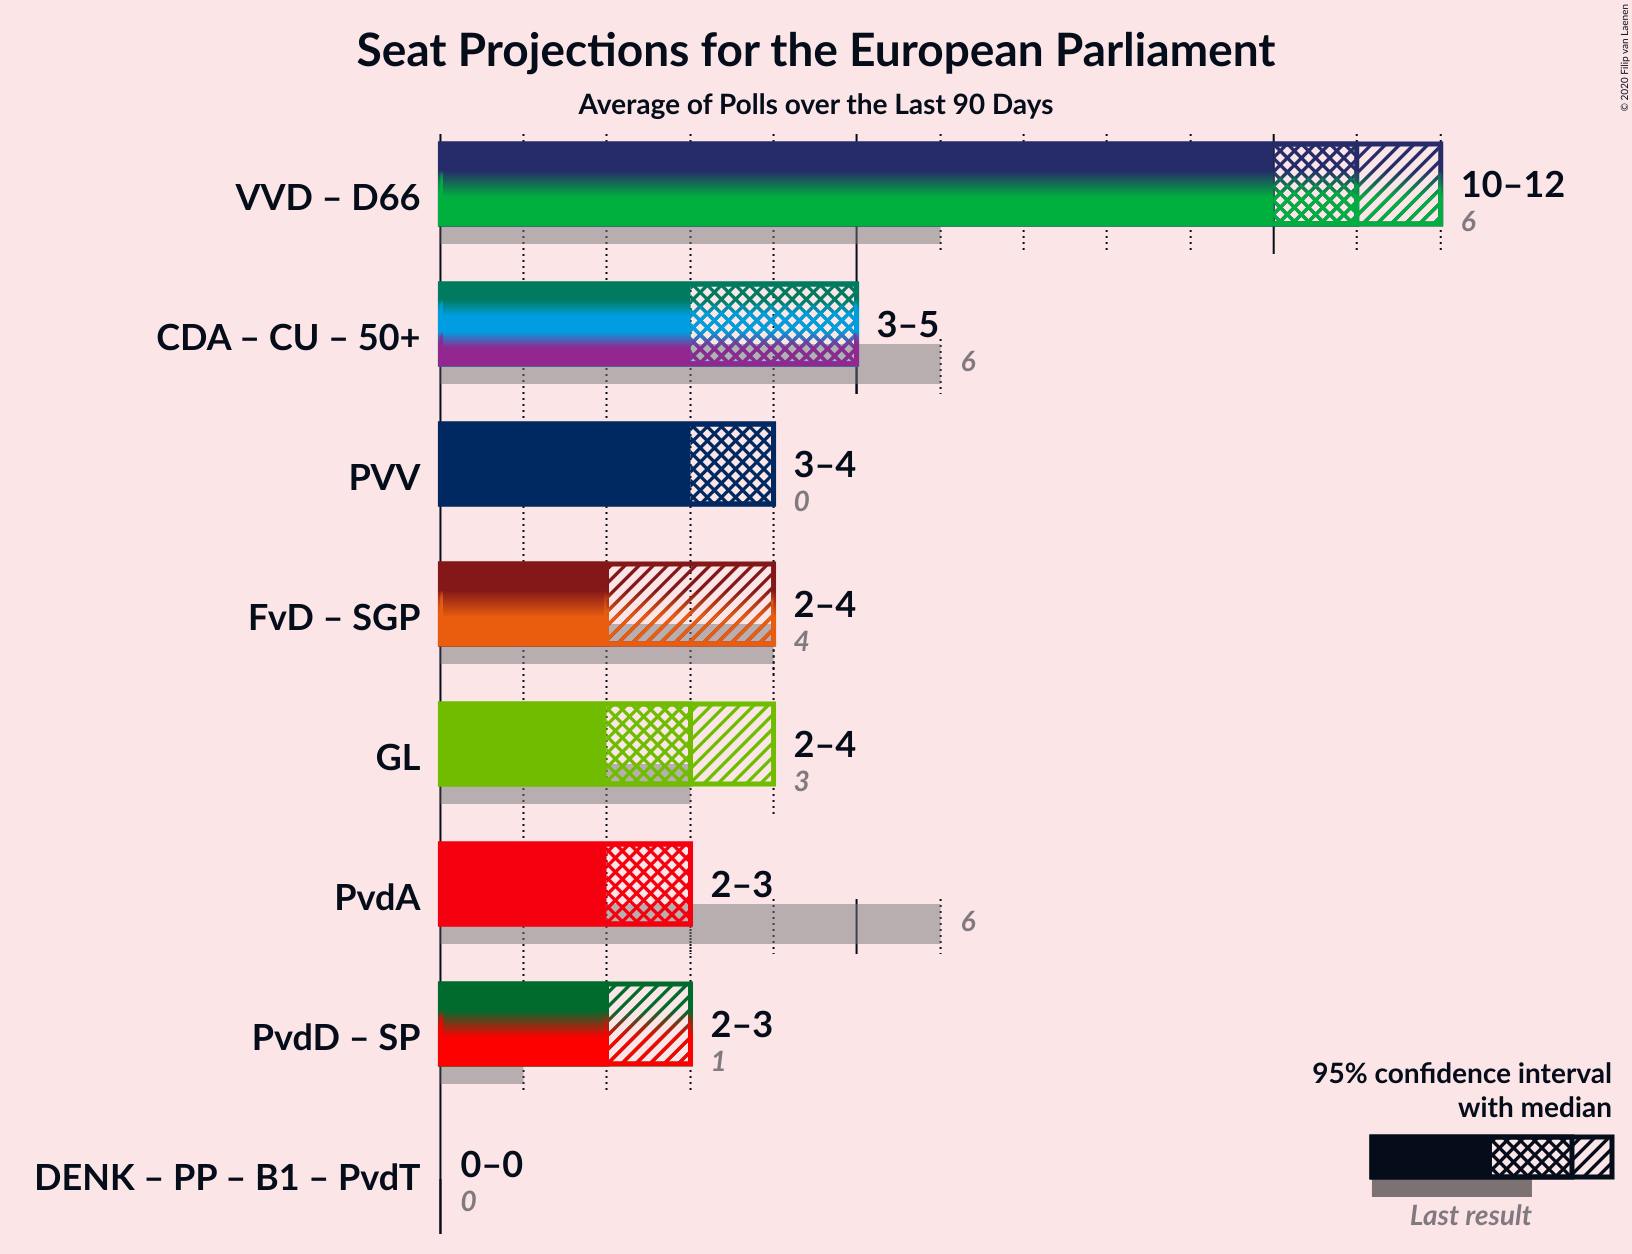 Seat Projections for the European Parliament
Average of Polls over the Last 90 Days
© 2020 Filip van Laenen
VVD – D66
10–12
6
CDA – CU – 50+
3–5
6
PVV
3–4
0
FvD – SGP
2–4
4
GL
2–4
3
PvdA
2–3
6
PvdD – SP
2–3
1
DENK – PP – B1 – PvdT
0–0
0
95% confidence interval
with median
Last result